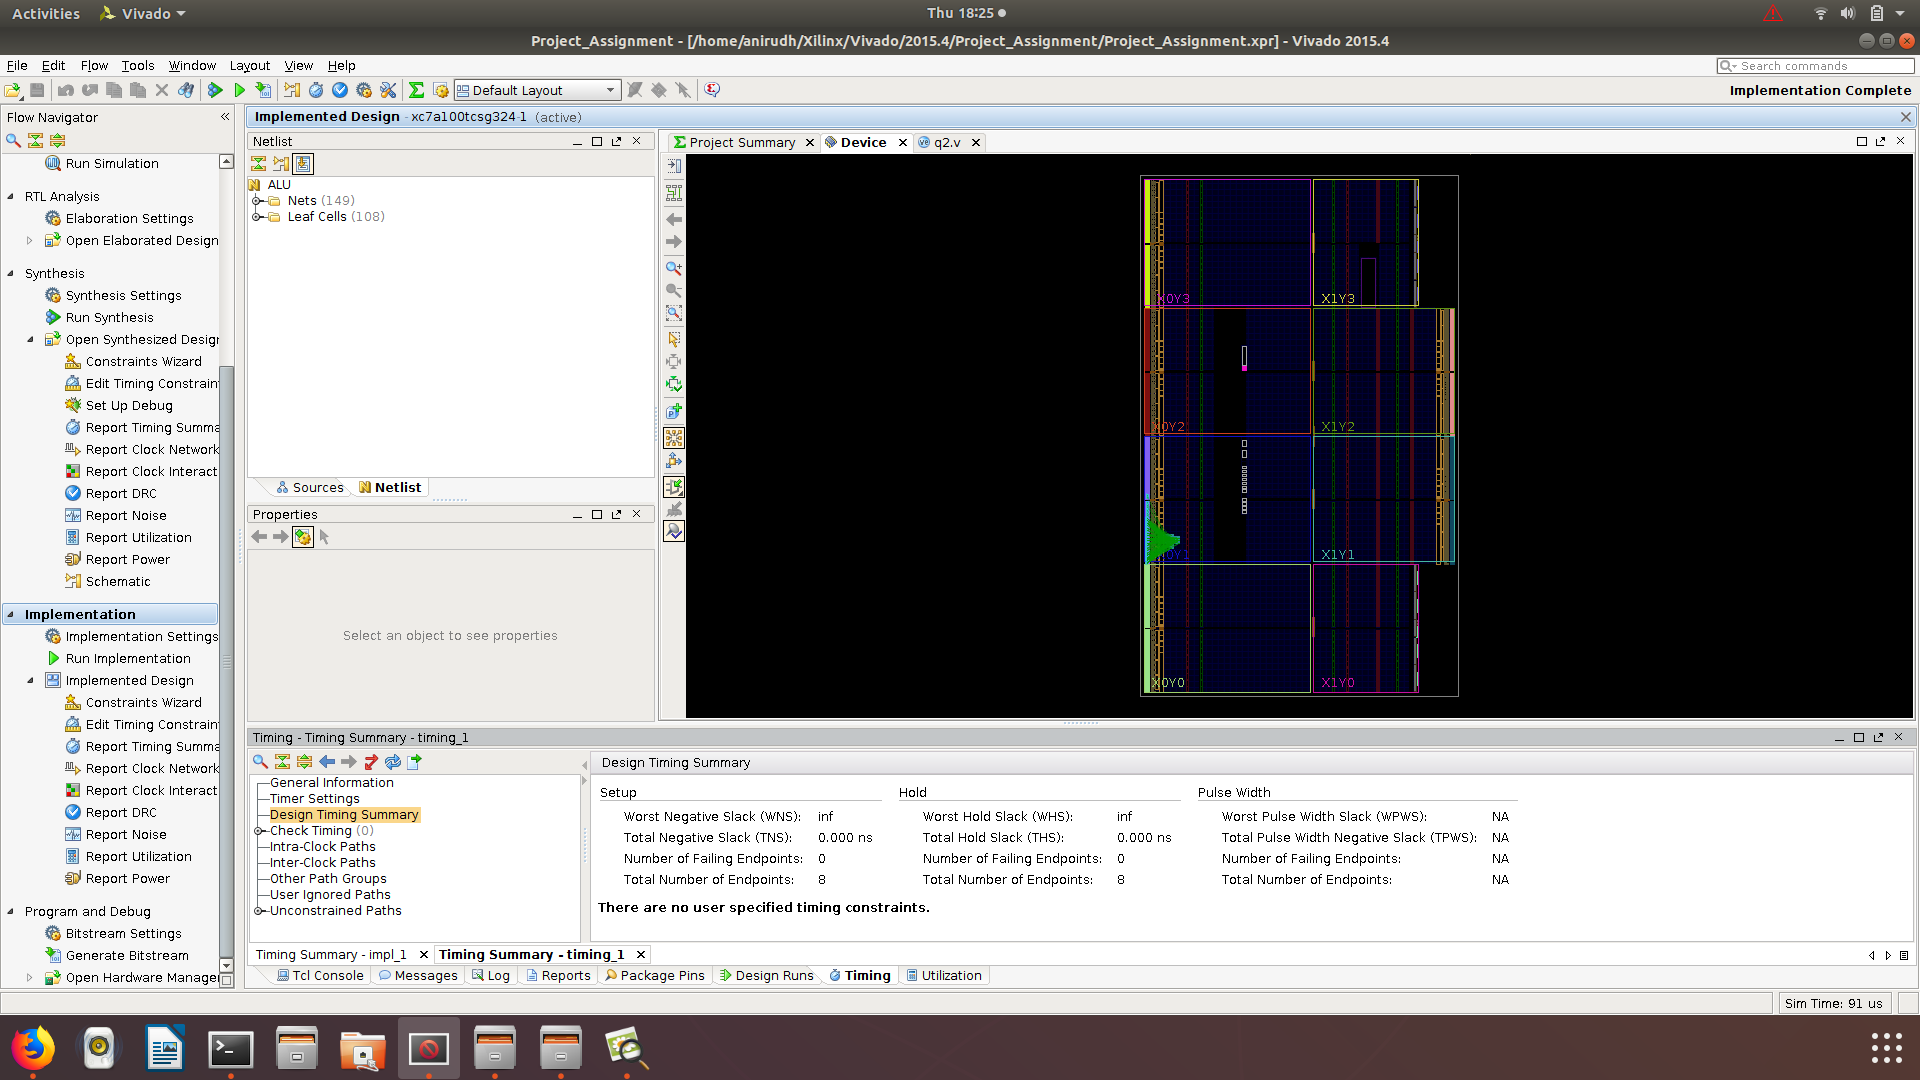 Activities Vivado Thu 18:25
Project_Assignment - [/home/anirudh/Xilinx/Vivado/2015.4/Project_Assignment/Project_Assignment.xpr] - Vivado 2015.4
File Edit Flow Tools Window Layout View Help Search commands
Default Layout Implementation Complete
Flow Navigator
Run Simulation
RTL Analysis
Elaboration Settings
Open Elaborated Design
Synthesis
Synthesis Settings
Run Synthesis
Open Synthesized Design
Constraints Wizard
Edit Timing Constrain
Set Up Debug
Report Timing Summa
Report Clock Network
Report Clock Interact
Report DRC
Report Noise
Report Utilization
Report Power
Schematic
Implementation
Implementation Settings
Run Implementation
Implemented Design
Constraints Wizard
Edit Timing Constrain
Report Timing Summa
Report Clock Network
Report Clock Interact
Report DRC
Report Noise
Report Utilization
Report Power
Program and Debug
Bitstream Settings
Generate Bitstream
Open Hardware Manager
Implemented Design - xc7a100tcsg324-1 (active)
Netlist
ALU
Nets (149)
Leaf Cells (108)
Sources Netlist
Properties
Select an object to see properties
Project Summary Device q2.v
X0Y3 X1Y3
X0Y2 X1Y2
X0Y1 X1Y1
X0Y0 X1Y0
Timing - Timing Summary - timing_1
General Information
Timer Settings
Design Timing Summary
Check Timing (0)
Intra-Clock Paths
Inter-Clock Paths
Other Path Groups
User Ignored Paths
Unconstrained Paths
Design Timing Summary
Setup Hold Pulse Width
Worst Negative Slack (WNS): inf Worst Hold Slack (WHS): inf Worst Pulse Width Slack (WPWS): NA
Total Negative Slack (TNS): 0.000 ns Total Hold Slack (THS): 0.000 ns Total Pulse Width Negative Slack (TPWS): NA
Number of Failing Endpoints: 0 Number of Failing Endpoints: 0 Number of Failing Endpoints: NA
Total Number of Endpoints: 8 Total Number of Endpoints: 8 Total Number of Endpoints: NA
There are no user specified timing constraints.
Timing Summary - impl_1 Timing Summary - timing_1
Tcl Console Messages Log Reports Package Pins Design Runs Timing Utilization
Sim Time: 91 us